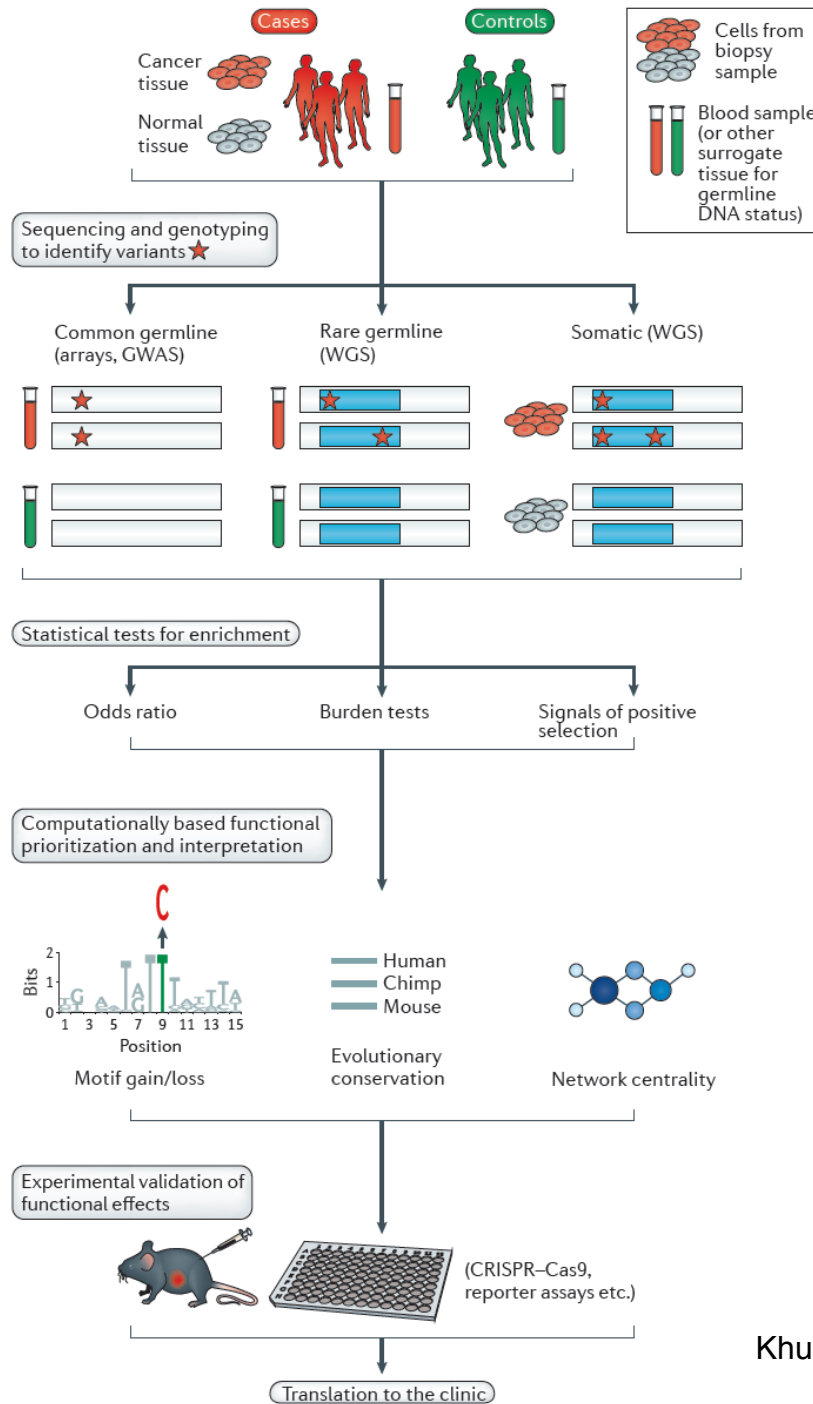 Cases
Controls
Cancer
tissue
Normal
tissue
Cells from
biopsy
sample
Blood sample
(or other
surrogate
tissue for
germline
DNA status)
Sequencing and genotyping
to identify variants
Common germline
(arrays, GWAS)
Rare germline
(WGS)
Somatic (WGS)
Statistical tests for enrichment
Odds ratio
Burden tests
Signals of positive
selection
Computationally based functional
prioritization and interpretation
C
2
1
0
Bits
1 3 5 7 9 11 13 15
Position
Motif gain/loss
Human
Chimp
Mouse
Evolutionary
conservation
Network centrality
Experimental validation of
functional effects
(CRISPR–Cas9,
reporter assays etc.)
Khu
Translation to the clinic